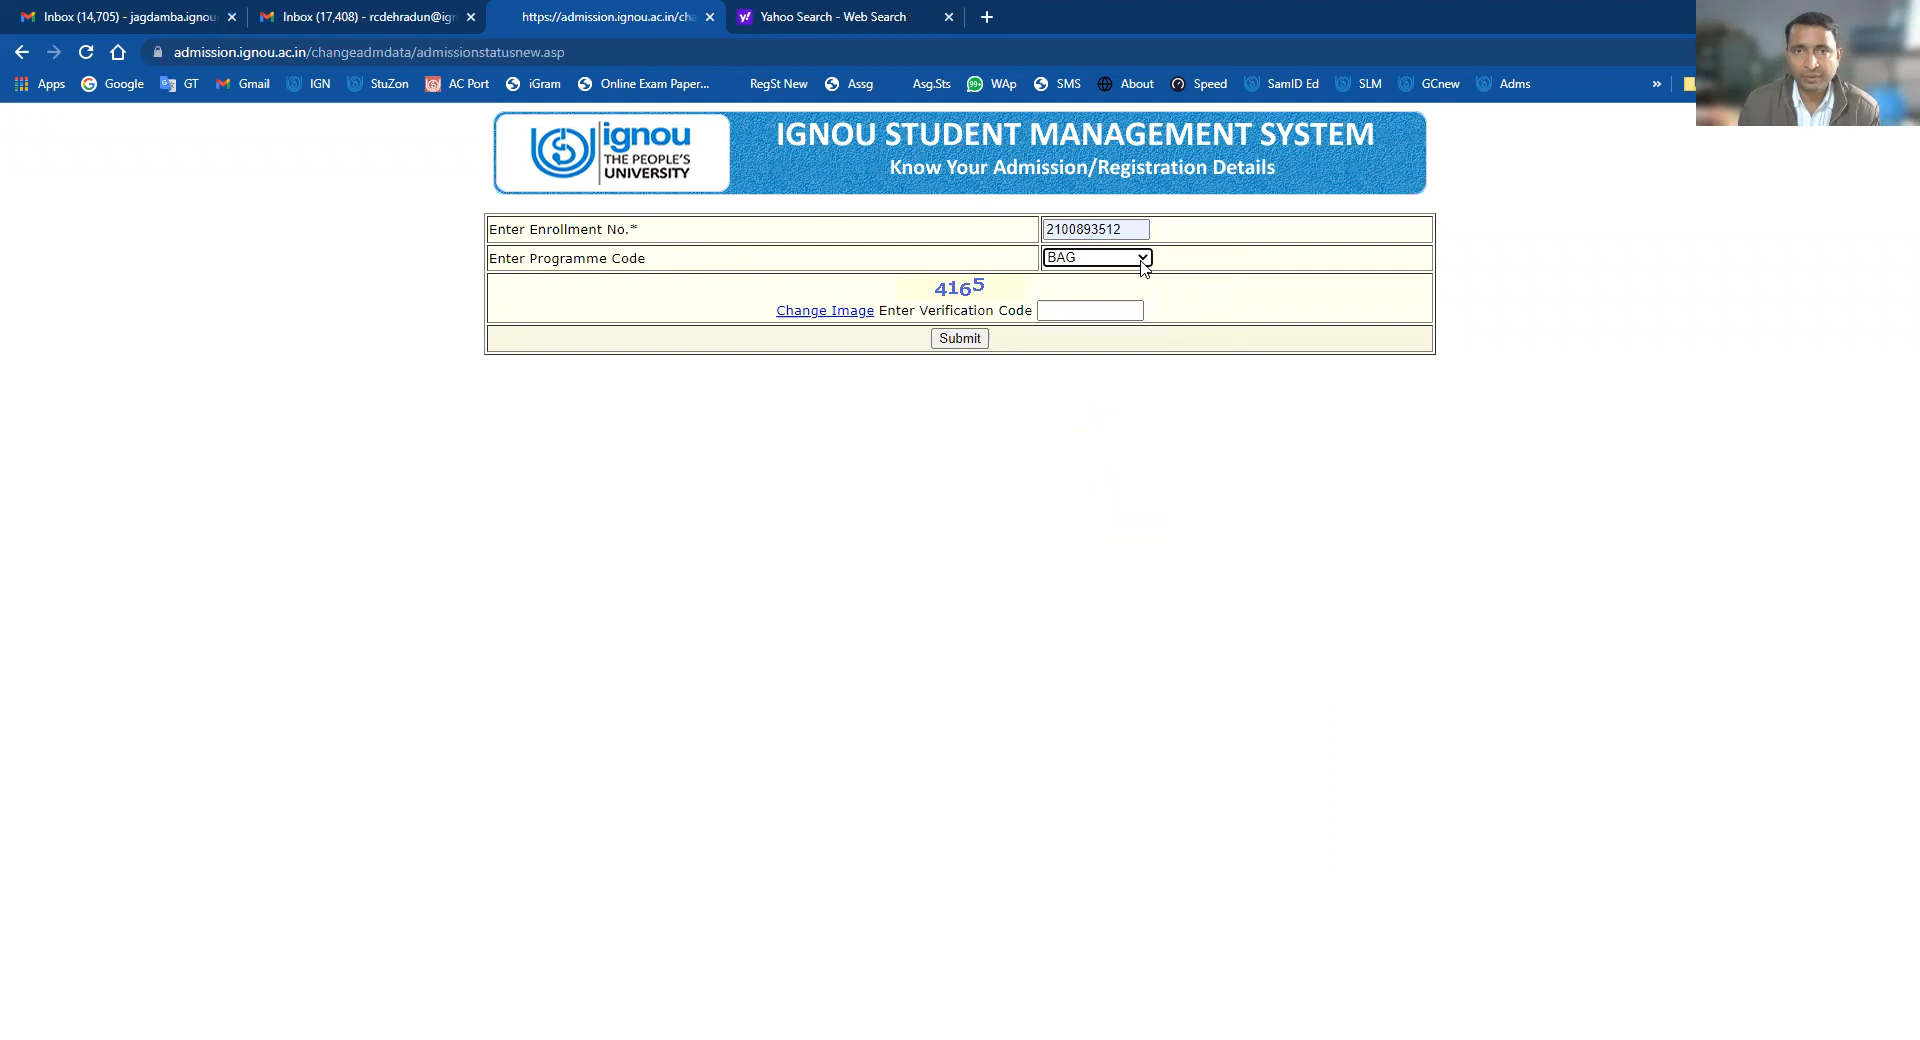 Inbox (14,705) - jagdamba.ignou
Inbox (17,408) - rcdehradun@ign
https://admission.ignou.ac.in/cha
Yahoo Search - Web Search
admission.ignou.ac.in/changeadmdata/admissionstatusnew.asp
Apps
Google
GT
Gmail
IGN
StuZon
AC Port
iGram
Online Exam Paper...
RegSt New
Assg
Asg.Sts
99+
WAp
SMS
About
Speed
SamID Ed
SLM
GCnew
Adms
»
ignou
THE PEOPLE'S
UNIVERSITY
IGNOU STUDENT MANAGEMENT SYSTEM
Know Your Admission/Registration Details
Enter Enrollment No.* 2100893512
Enter Programme Code BAG
4165
Change Image Enter Verification Code
Submit